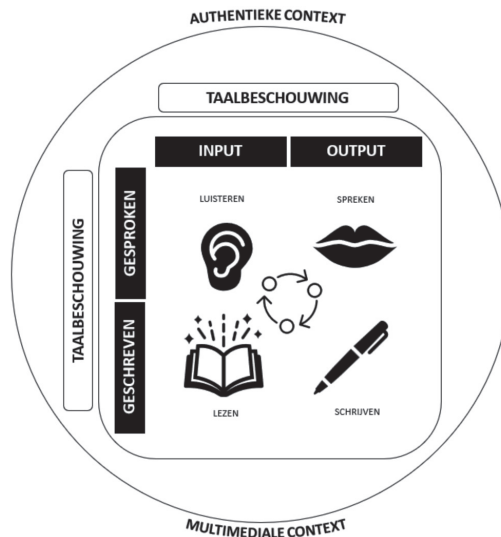 AUTHENTIEKE CONTEXT
TAALBESCHOUWING
INPUT
OUTPUT
TAALBESCHOUWING
GESPROKEN
LUISTEREN
SPREKEN
GESCHREVEN
LEZEN
SCHRIJVEN
MULTIMEDIALE CONTEXT